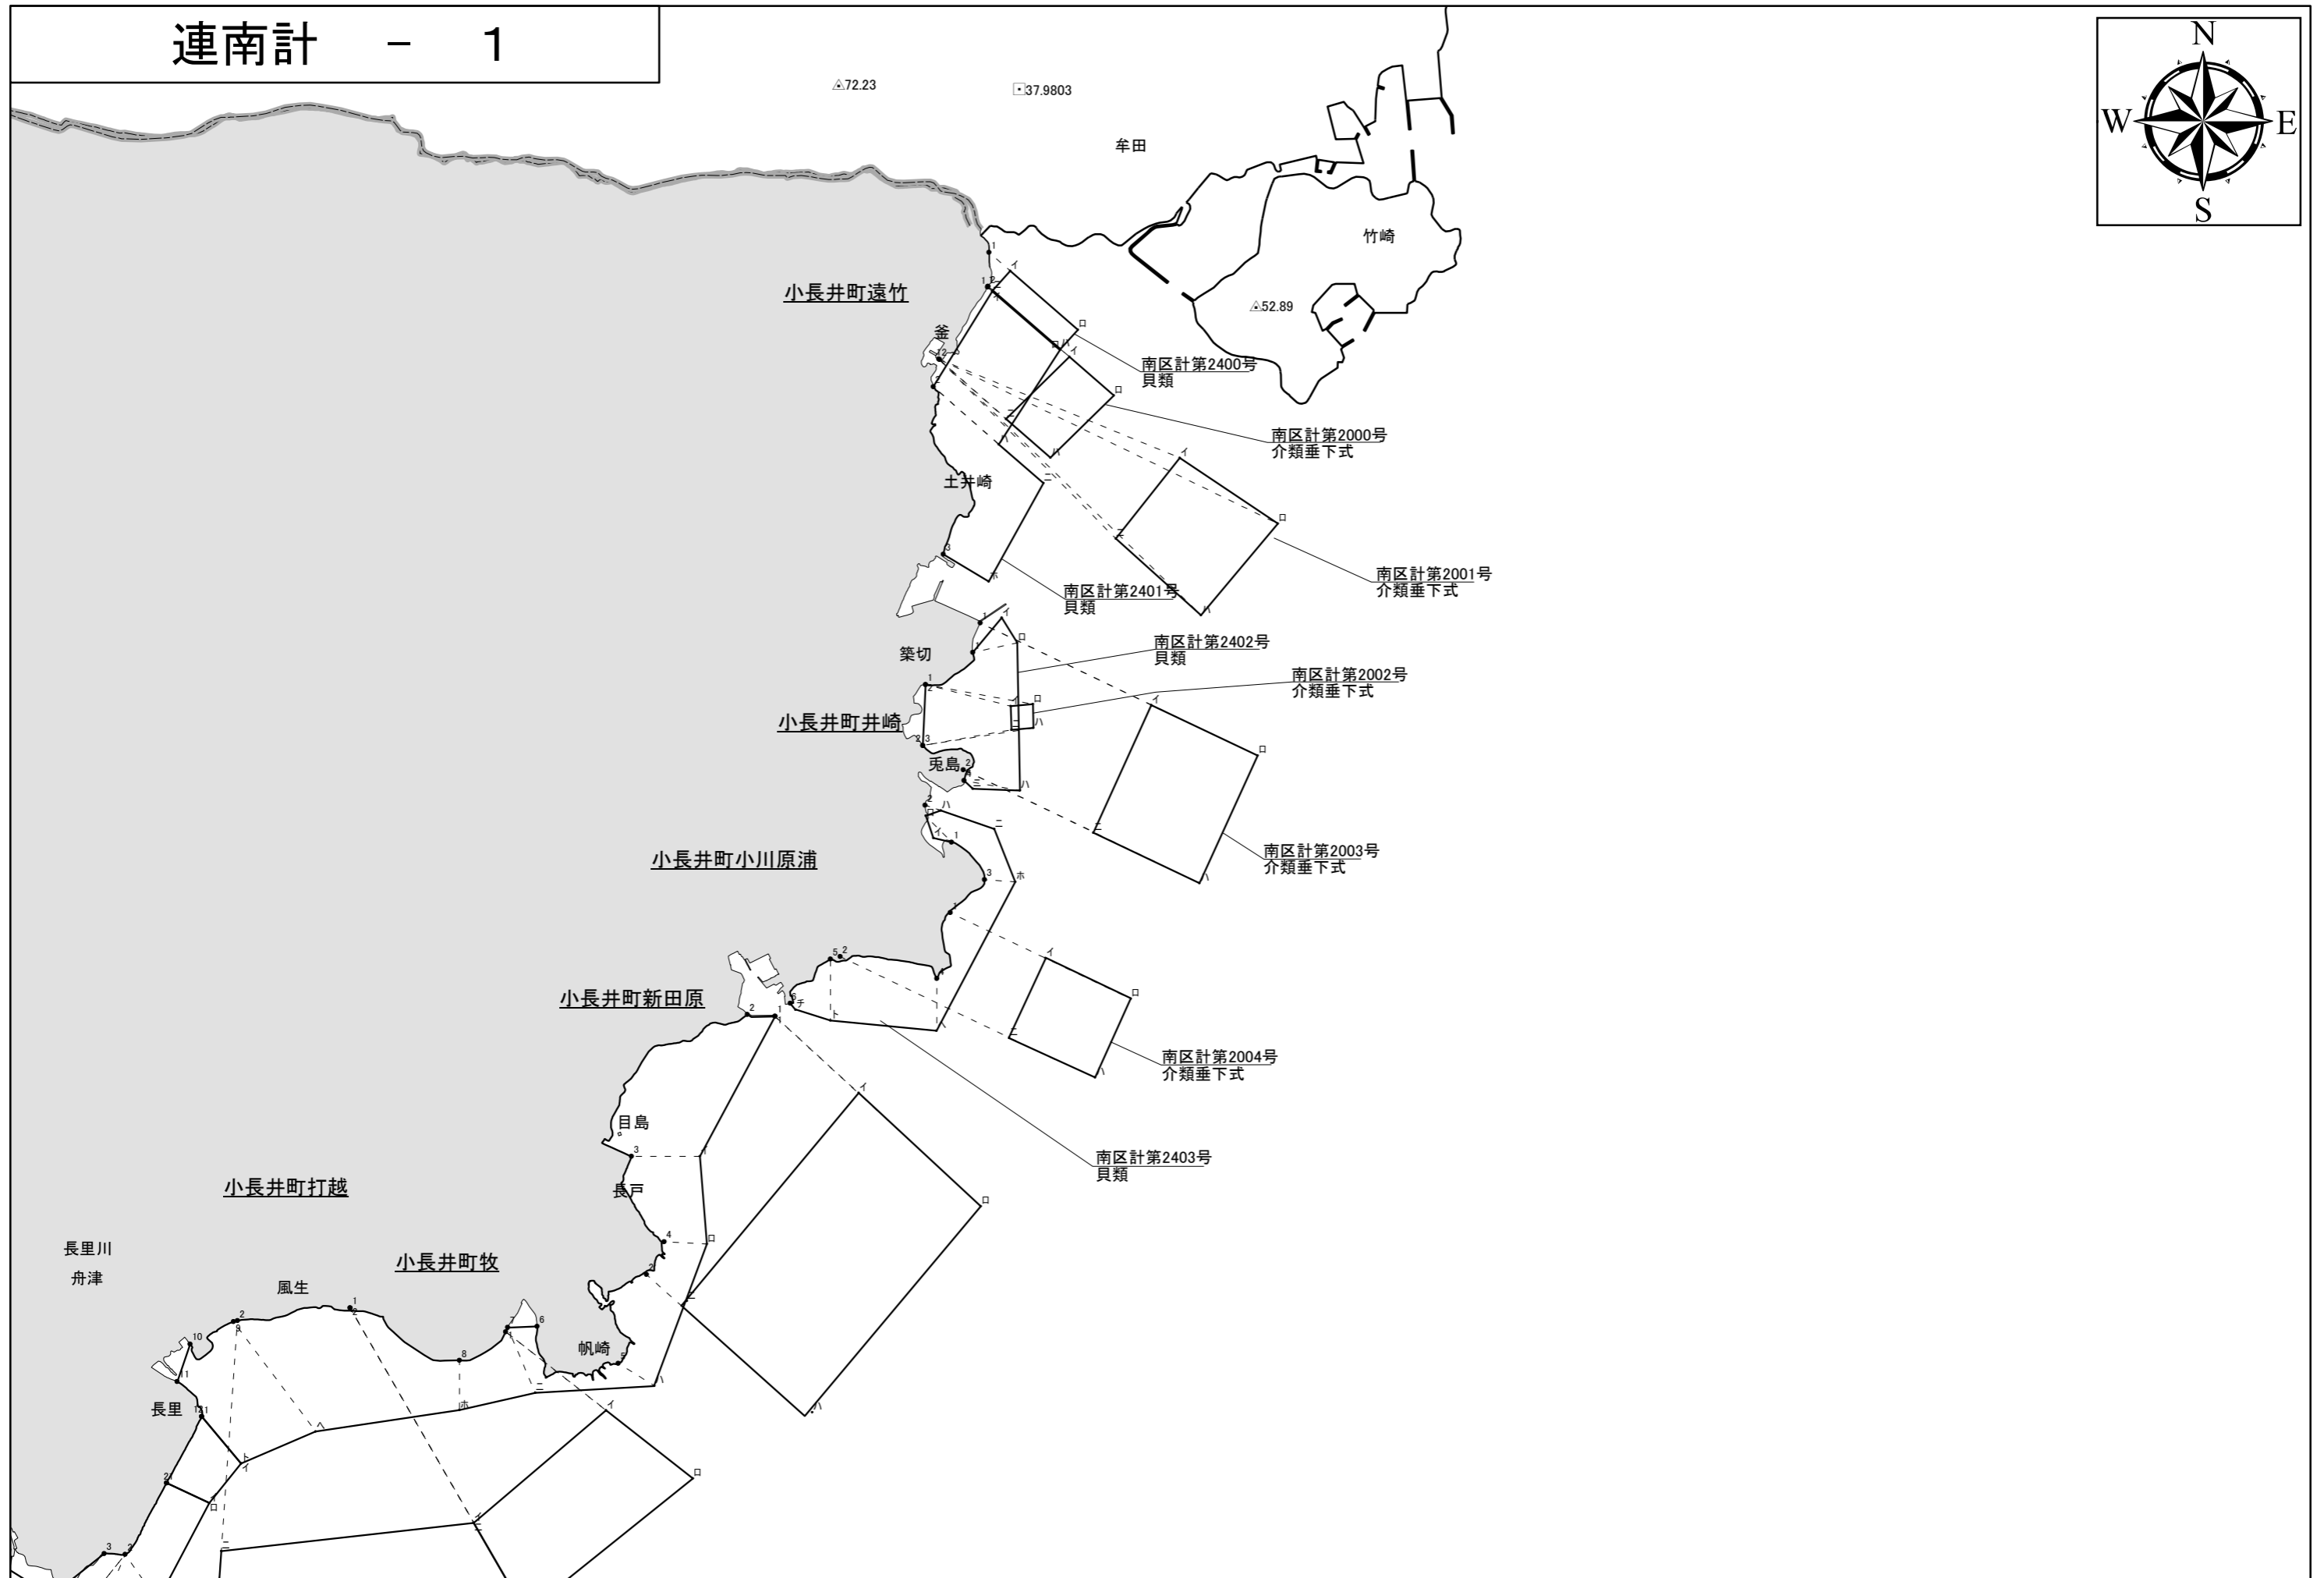 連南計 － 1
N
W
E
S
△72.23
□37.9803
牟田
竹崎
△52.89
小長井町遠竹
釜
南区計第2400号
貝類
南区計第2000号
介類垂下式
土井崎
南区計第2001号
介類垂下式
南区計第2401号
貝類
築切
南区計第2402号
貝類
南区計第2002号
介類垂下式
小長井町井崎
兎島
南区計第2003号
介類垂下式
小長井町小川原浦
小長井町新田原
南区計第2004号
介類垂下式
目島
南区計第2403号
貝類
長戸
小長井町打越
長里川
舟津
小長井町牧
風生
帆崎
長里